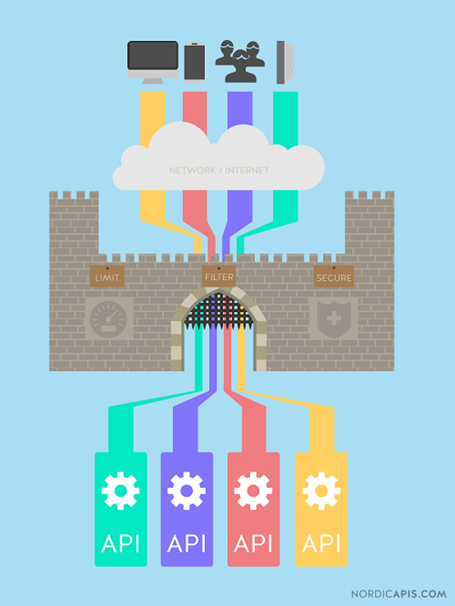 NETWORK / INTERNET
LIMIT
FILTER
SECURE
API
API
API
API
NORDICAPIS.COM